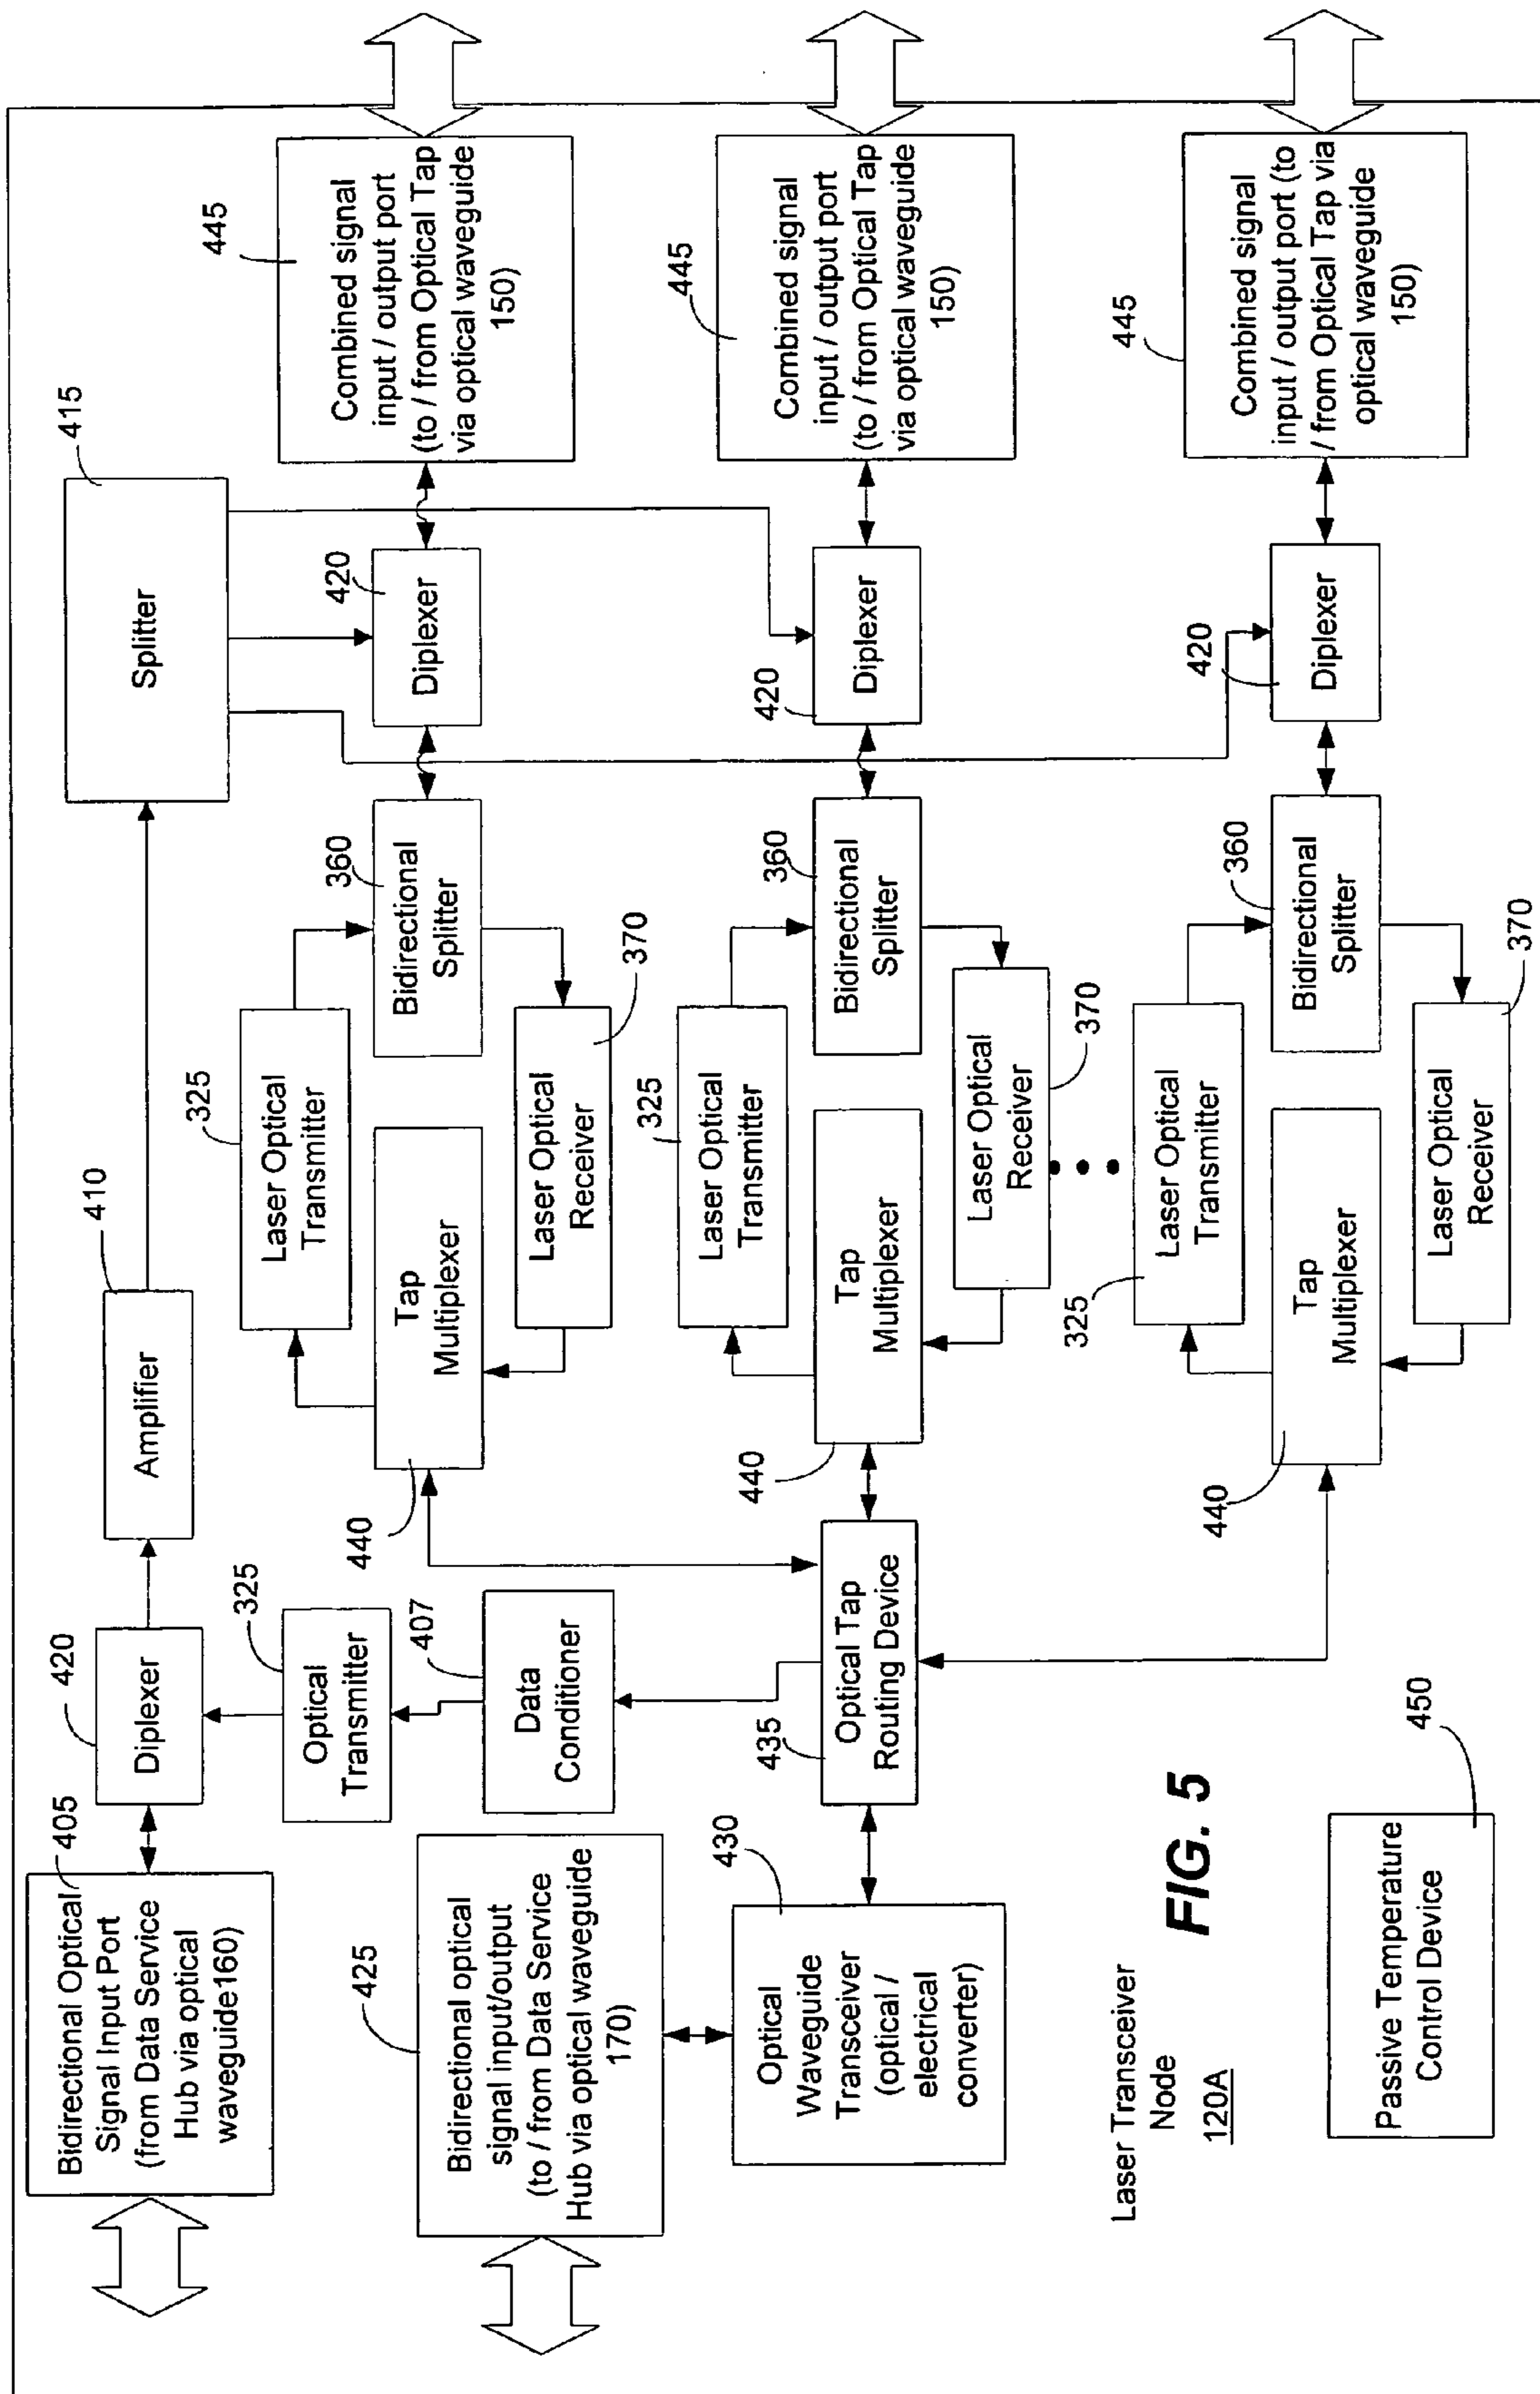 405
Bidirectional Optical
Signal Input Port
(from Data Service
Hub via optical
waveguide160)
420
Diplexer
410
Amplifier
415
Splitter
325
Optical
Transmitter
407
Data
Conditioner
425
Bidirectional optical
signal input/output
(to / from Data Service
Hub via optical waveguide
170)
430
Optical
Waveguide
Transceiver
(optical /
electrical
converter)
435
Optical Tap
Routing Device
325
Laser Optical
Transmitter
440
Tap
Multiplexer
Laser Optical
Receiver
370
360
Bidirectional
Splitter
420
Diplexer
445
Combined signal
input / output port
(to / from Optical Tap
via optical waveguide
150)
325
Laser Optical
Transmitter
440
Tap
Multiplexer
Laser Optical
Receiver
370
360
Bidirectional
Splitter
420
Diplexer
445
Combined signal
input / output port
(to / from Optical Tap
via optical waveguide
150)
325
Laser Optical
Transmitter
440
Tap
Multiplexer
Laser Optical
Receiver
370
360
Bidirectional
Splitter
420
Diplexer
445
Combined signal
input / output port (to
/ from Optical Tap via
optical waveguide
150)
Laser Transceiver
Node
120A
FIG. 5
450
Passive Temperature
Control Device